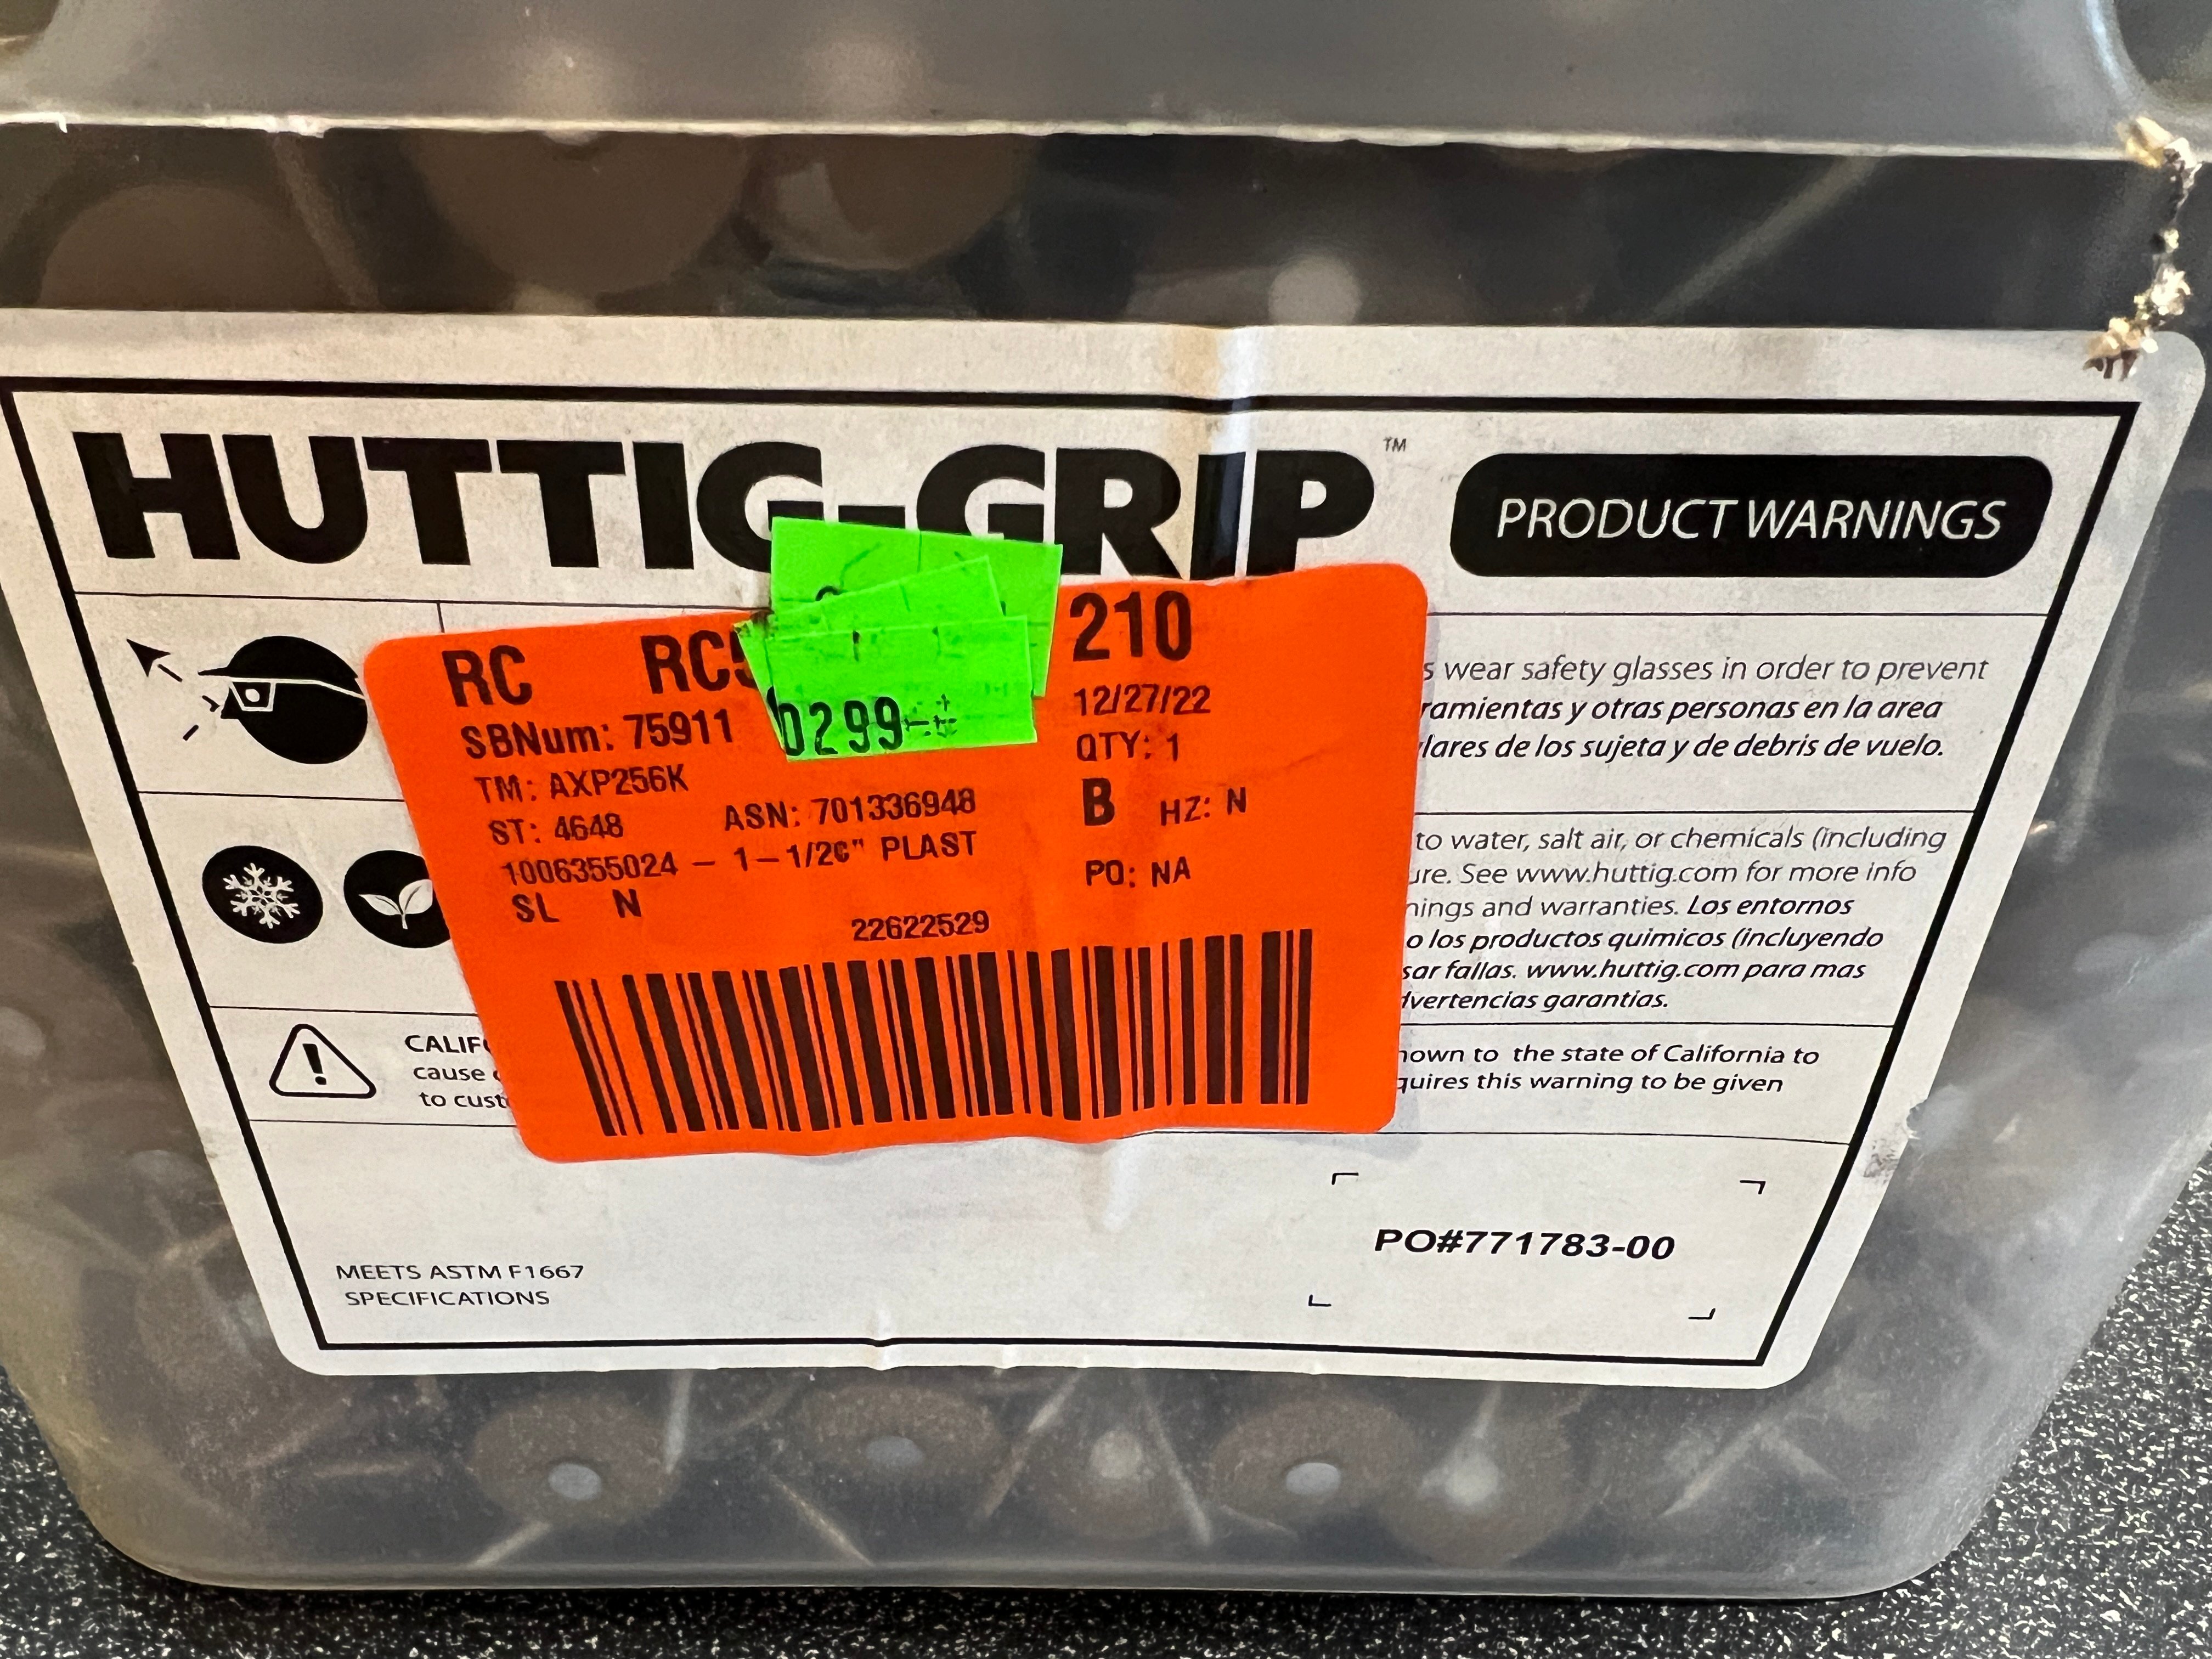 HUTTIG-GRIP™
PRODUCT WARNINGS
RC RC5 210
SBNum: 75911 0299 12/27/22
TM: AXP256K QTY: 1
ST: 4648 ASN: 701336948 B HZ: N
1006355024 - 1-1/2¢" PLAST PO: NA
SL N
22622529
s wear safety glasses in order to prevent
ramientas y otras personas en la area
lares de los sujeta y de debris de vuelo.
to water, salt air, or chemicals (including
ure. See www.huttig.com for more info
nings and warranties. Los entornos
o los productos quimicos (incluyendo
sar fallas. www.huttig.com para mas
dvertencias garantias.
CALIF
cause
to cust
nown to the state of California to
quires this warning to be given
MEETS ASTM F1667
SPECIFICATIONS
PO#771783-00